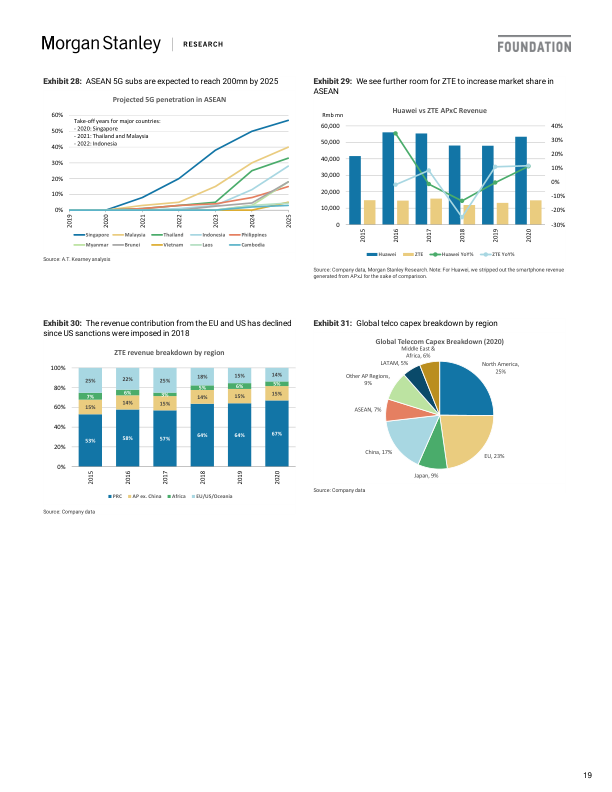 Morgan Stanley | RESEARCH
FOUNDATION
Exhibit 28: ASEAN 5G subs are expected to reach 200mn by 2025
Projected 5G penetration in ASEAN
60%
50%
40%
30%
20%
10%
0%
Take-off years for major countries:
- 2020: Singapore
- 2021: Thailand and Malaysia
- 2022: Indonesia
2019 2020 2021 2022 2023 2024 2025
Singapore Malaysia Thailand Indonesia Philippines
Myanmar Brunei Vietnam Laos Cambodia
Source: A.T. Kearney analysis
Exhibit 29: We see further room for ZTE to increase market share in
ASEAN
Huawei vs ZTE APxC Revenue
Rmb mn
60,000
50,000
40,000
30,000
20,000
10,000
0
40%
30%
20%
10%
0%
-10%
-20%
-30%
2015 2016 2017 2018 2019 2020
Huawei ZTE Huawei YoY% ZTE YoY%
Source: Company data, Morgan Stanley Research. Note: For Huawei, we stripped out the smartphone revenue
generated from APxJ for the sake of comparison.
Exhibit 30: The revenue contribution from the EU and US has declined
since US sanctions were imposed in 2018
ZTE revenue breakdown by region
100%
80%
60%
40%
20%
0%
25% 22% 25% 18% 15% 14%
7% 6% 5% 6%
15% 14% 15% 14% 15% 15%
53% 58% 57% 64% 64% 67%
2015 2016 2017 2018 2019 2020
PRC AP ex. China Africa EU/US/Oceania
Source: Company data
Exhibit 31: Global telco capex breakdown by region
Global Telecom Capex Breakdown (2020)
Middle East &
Africa, 6%
LATAM, 5%
Other AP Regions,
9%
ASEAN, 7%
China, 17%
Japan, 9%
EU, 23%
North America,
25%
Source: Company data
19